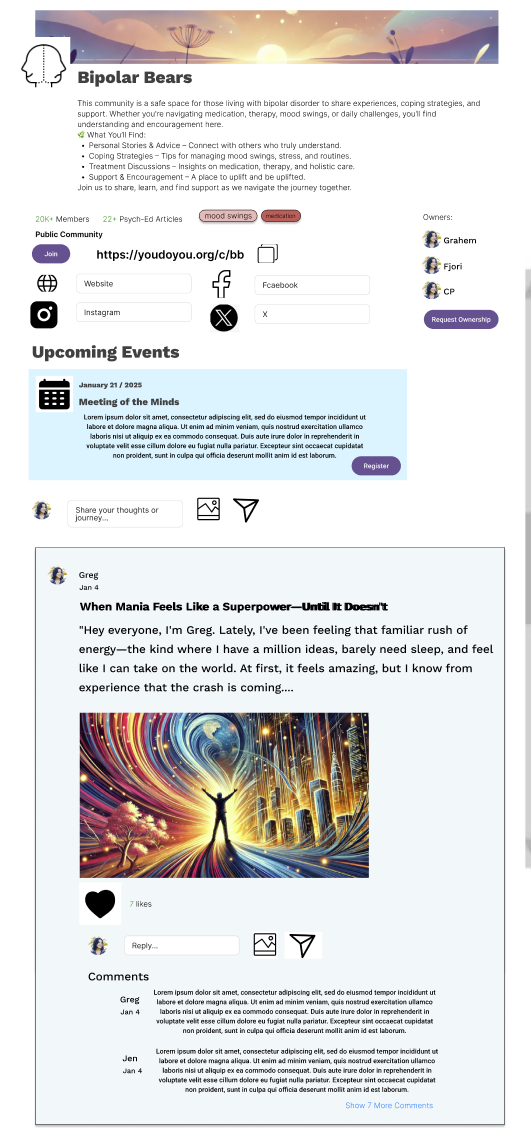 Bipolar Bears
This community is a safe space for those living with bipolar disorder to share experiences, coping strategies, and
support. Whether you're navigating medication, therapy, mood swings, or daily challenges, you'll find
understanding and encouragement here.
🌿 What You'll Find:
• Personal Stories & Advice – Connect with others who truly understand.
• Coping Strategies – Tips for managing mood swings, stress, and routines.
• Treatment Discussions – Insights on medication, therapy, and holistic care.
• Support & Encouragement – A place to uplift and be uplifted.
Join us to share, learn, and find support as we navigate the journey together.
20K+ Members 22+ Psych-Ed Articles mood swings medication
Public Community
Join https://youdoyou.org/c/bb
Website Fcaebook
Instagram X
Owners:
Grahem
Fjori
CP
Request Ownership
Upcoming Events
January 21 / 2025
Meeting of the Minds
Lorem ipsum dolor sit amet, consectetur adipiscing elit, sed do eiusmod tempor incididunt ut
labore et dolore magna aliqua. Ut enim ad minim veniam, quis nostrud exercitation ullamco
laboris nisi ut aliquip ex ea commodo consequat. Duis aute irure dolor in reprehenderit in
voluptate velit esse cillum dolore eu fugiat nulla pariatur. Excepteur sint occaecat cupidatat
non proident, sunt in culpa qui officia deserunt mollit anim id est laborum.
Register
Share your thoughts or
journey...
Greg
Jan 4
When Mania Feels Like a Superpower—Until It Doesn't
"Hey everyone, I'm Greg. Lately, I've been feeling that familiar rush of
energy—the kind where I have a million ideas, barely need sleep, and feel
like I can take on the world. At first, it feels amazing, but I know from
experience that the crash is coming....
7 likes
Reply...
Comments
Greg
Jan 4
Lorem ipsum dolor sit amet, consectetur adipiscing elit, sed do eiusmod tempor incididunt ut
labore et dolore magna aliqua. Ut enim ad minim veniam, quis nostrud exercitation ullamco
laboris nisi ut aliquip ex ea commodo consequat. Duis aute irure dolor in reprehenderit in
voluptate velit esse cillum dolore eu fugiat nulla pariatur. Excepteur sint occaecat cupidatat
non proident, sunt in culpa qui officia deserunt mollit anim id est laborum.
Jen
Jan 4
Lorem ipsum dolor sit amet, consectetur adipiscing elit, sed do eiusmod tempor incididunt ut
labore et dolore magna aliqua. Ut enim ad minim veniam, quis nostrud exercitation ullamco
laboris nisi ut aliquip ex ea commodo consequat. Duis aute irure dolor in reprehenderit in
voluptate velit esse cillum dolore eu fugiat nulla pariatur. Excepteur sint occaecat cupidatat
non proident, sunt in culpa qui officia deserunt mollit anim id est laborum.
Show 7 More Comments